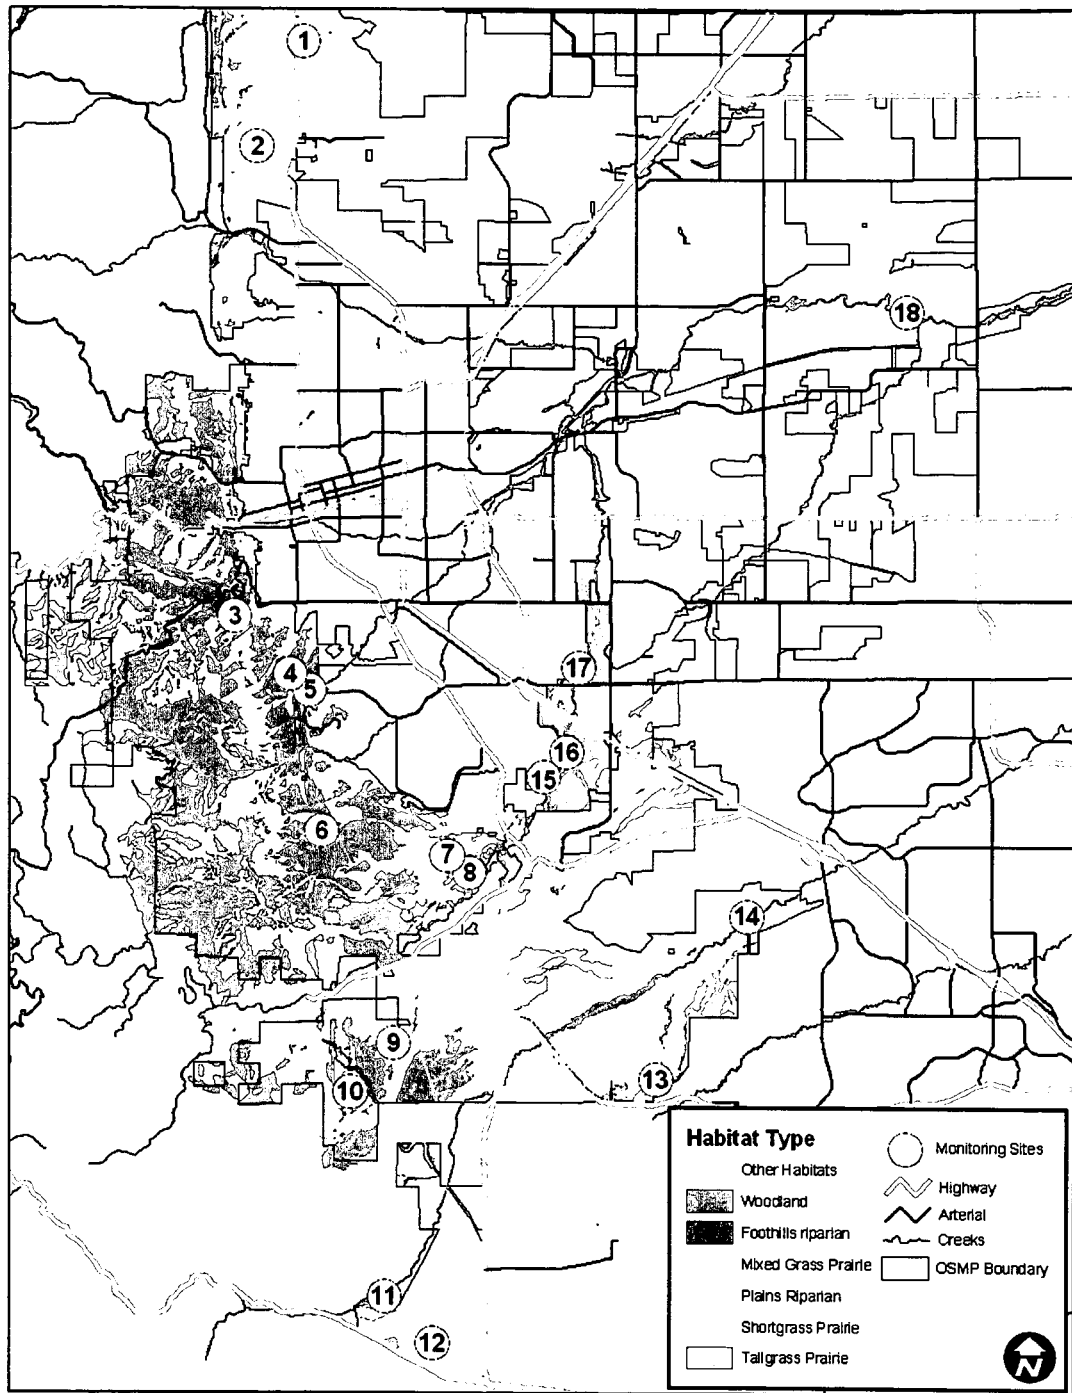 1
2
18
3
4
5
17
16
15
6
7
8
14
9
10
13
11
12
Habitat Type
Other Habitats
Woodland
Foothills riparian
Mixed Grass Prairie
Plains Riparian
Shortgrass Prairie
Tallgrass Prairie
Monitoring Sites
Highway
Arterial
Creeks
OSMP Boundary
N